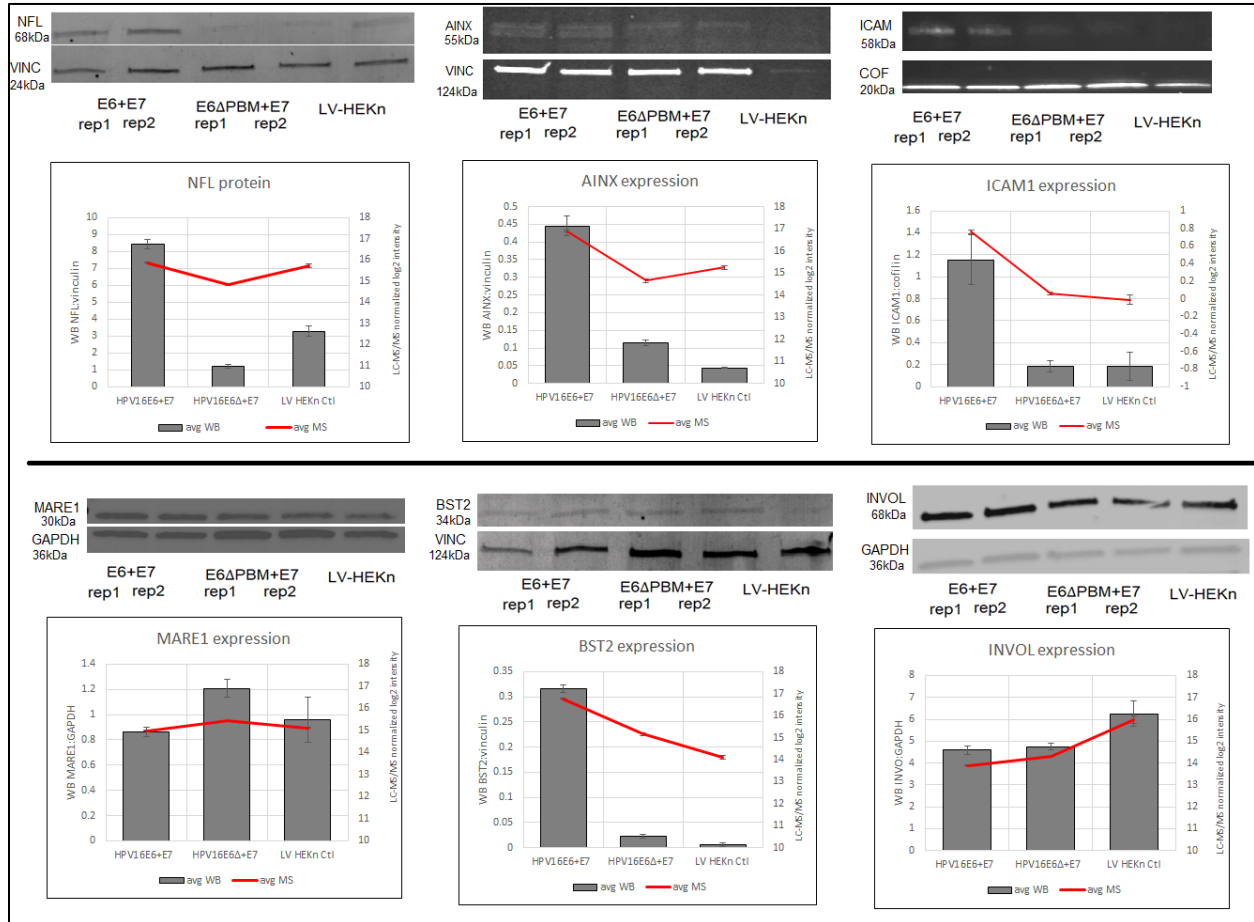 NFL
68kDa
VINC
24kDa
E6+E7
E6ΔPBM+E7
LV-HEKn
rep1 rep2
rep1 rep2
AINX
55kDa
VINC
124kDa
E6+E7
E6ΔPBM+E7
LV-HEKn
rep1 rep2
rep1 rep2
ICAM
58kDa
COF
20kDa
E6+E7
E6ΔPBM+E7
LV-HEKn
rep1 rep2
rep1 rep2
NFL protein
10
9
8
7
6
5
4
3
2
1
0
WB NFL:vinculin
18
17
16
15
14
13
12
11
10
LC-MS/MS normalized log2 intensity
HPV16E6+E7 HPV16E6Δ+E7 LV HEKn Ctl
avg WB avg MS
AINX expression
0.5
0.45
0.4
0.35
0.3
0.25
0.2
0.15
0.1
0.05
0
WB AINX:vinculin
18
17
16
15
14
13
12
11
10
LC-MS/MS normalized log2 intensity
HPV16E6+E7 HPV16E6Δ+E7 LV HEKn Ctl
avg WB avg MS
ICAM1 expression
1.6
1.4
1.2
1
0.8
0.6
0.4
0.2
0
WB ICAM1:cofilin
1
0.8
0.6
0.4
0.2
0
-0.2
-0.4
-0.6
-0.8
-1
LC-MS/MS normalized log2 intensity
HPV16E6+E7 HPV16E6Δ+E7 LV HEKn Ctl
avg WB avg MS
MARE1
30kDa
GAPDH
36kDa
E6+E7
E6ΔPBM+E7
LV-HEKn
rep1 rep2
rep1 rep2
BST2
34kDa
VINC
124kDa
E6+E7
E6ΔPBM+E7
LV-HEKn
rep1 rep2
rep1 rep2
INVOL
68kDa
GAPDH
36kDa
E6+E7
E6ΔPBM+E7
LV-HEKn
rep1 rep2
rep1 rep2
MARE1 expression
1.4
1.2
1
0.8
0.6
0.4
0.2
0
WB MARE1:GAPDH
18
17
16
15
14
13
12
11
10
LC-MS/MS normalized log2 intensity
HPV16E6+E7 HPV16E6Δ+E7 LV HEKn Ctl
avg WB avg MS
BST2 expression
0.35
0.3
0.25
0.2
0.15
0.1
0.05
0
WB BST2:vinculin
18
17
16
15
14
13
12
11
10
LC-MS/MS normalized log2 intensity
HPV16E6+E7 HPV16E6Δ+E7 LV HEKn Ctl
avg WB avg MS
INVOL expression
8
7
6
5
4
3
2
1
0
WB INVO:GAPDH
18
17
16
15
14
13
12
11
10
LC-MS/MS normalized log2 intensity
HPV16E6+E7 HPV16E6Δ+E7 LV HEKn Ctl
avg WB avg MS